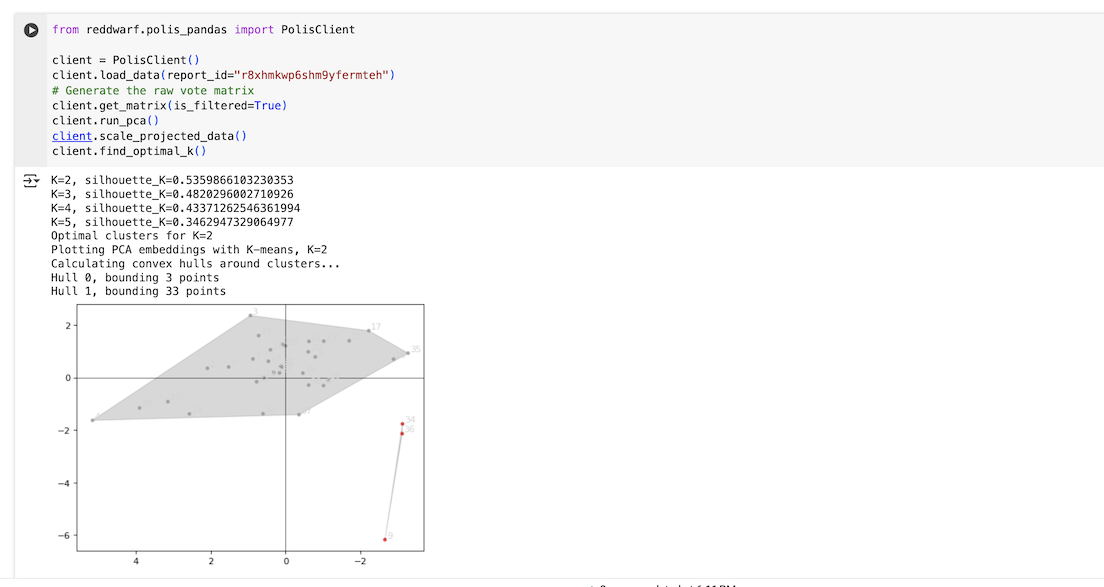 from reddwarf.polis_pandas import PolisClient
client = PolisClient()
client.load_data(report_id="r8xhmkwp6shm9yfermteh")
# Generate the raw vote matrix
client.get_matrix(is_filtered=True)
client.run_pca()
client.scale_projected_data()
client.find_optimal_k()
K=2, silhouette_K=0.5359866103230353
K=3, silhouette_K=0.4820296002710926
K=4, silhouette_K=0.43371262546361994
K=5, silhouette_K=0.3462947329064977
Optimal clusters for K=2
Plotting PCA embeddings with K-means, K=2
Calculating convex hulls around clusters...
Hull 0, bounding 3 points
Hull 1, bounding 33 points
3
2
17
35
0
34
−2
36
−4
−6
9
4 2 0 −2